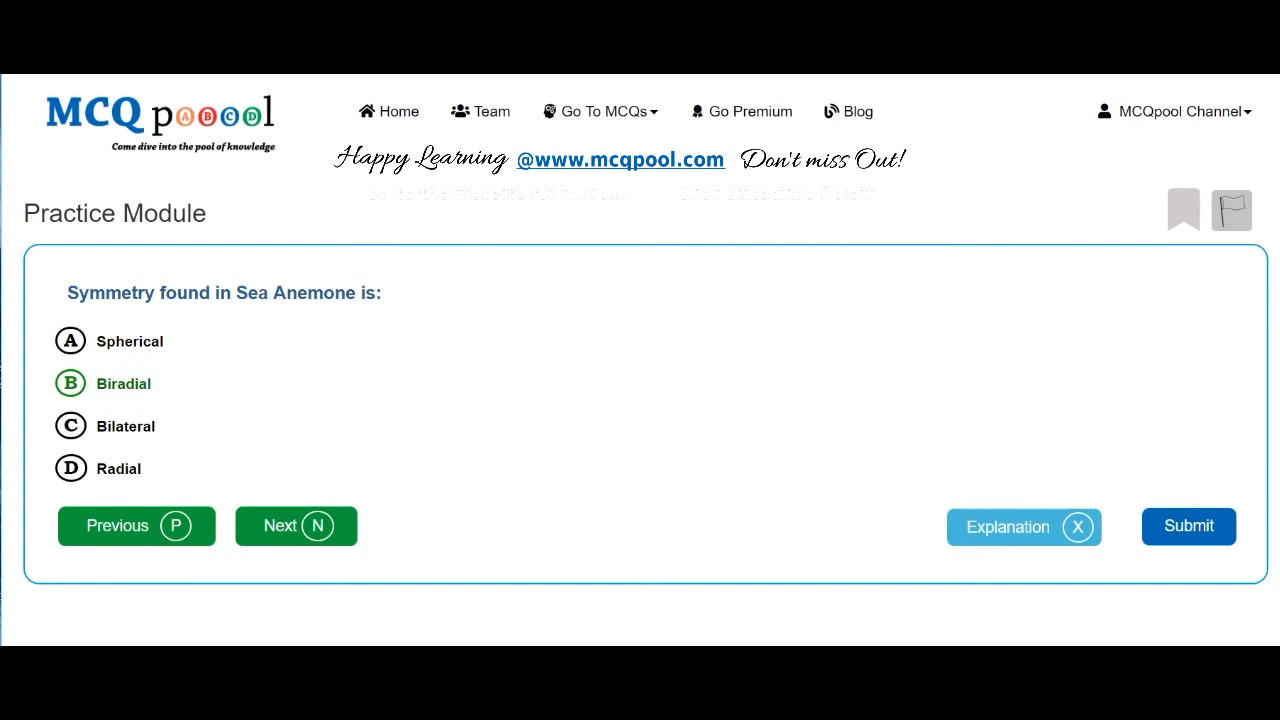 MCQ pooool
Come dive into the pool of knowledge
Home Team Go To MCQs Go Premium Blog MCQpool Channel
Happy Learning @www.mcqpool.com Don't miss Out!
Practice Module
Symmetry found in Sea Anemone is:
A Spherical
B Biradial
C Bilateral
D Radial
Previous P Next N Explanation X Submit